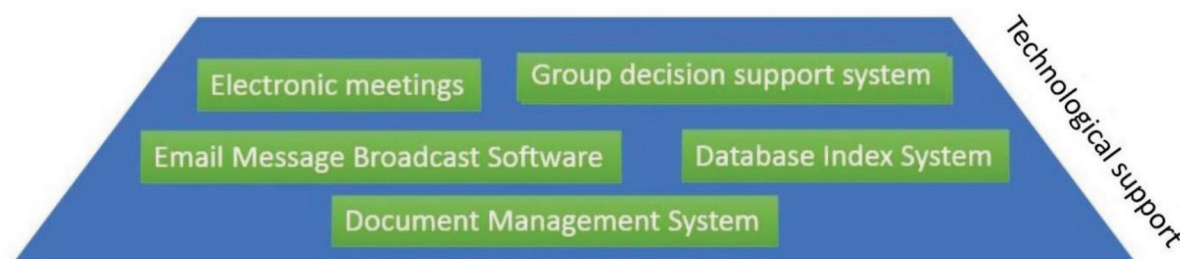 Electronic meetings
Group decision support system
Email Message Broadcast Software
Database Index System
Document Management System
Technological support